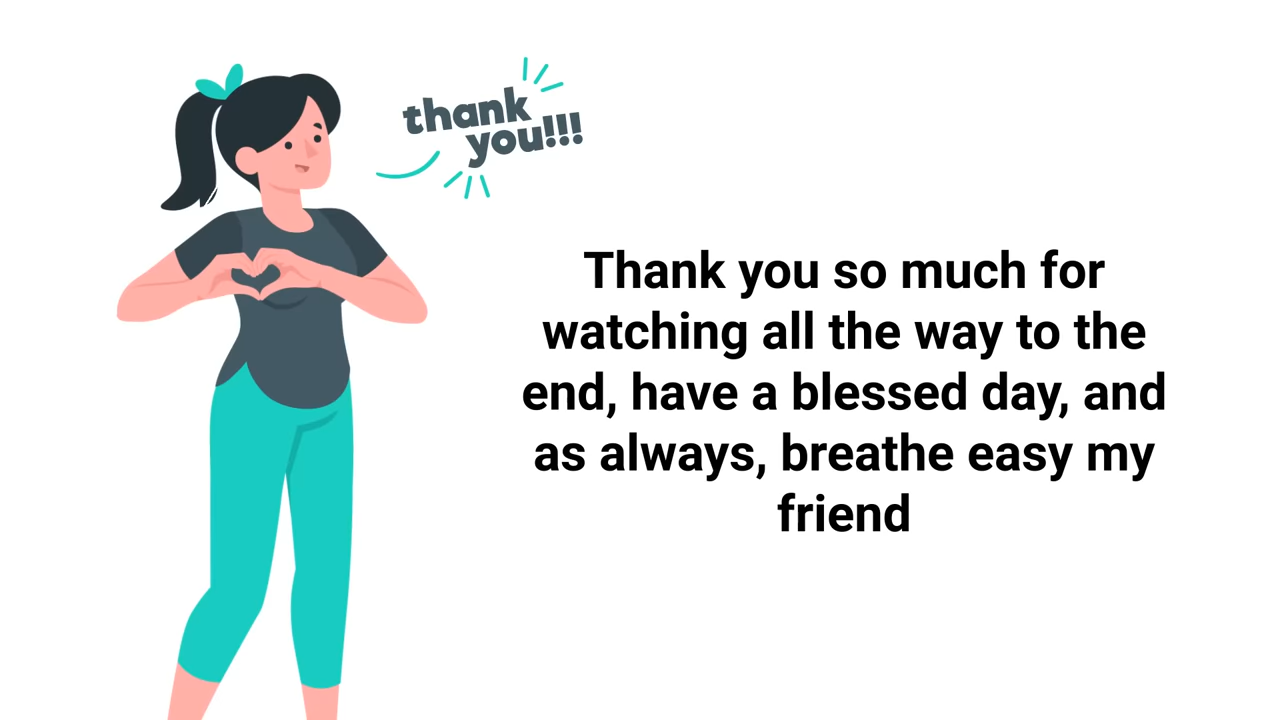 thank
you!!!
Thank you so much for
watching all the way to the
end, have a blessed day, and
as always, breathe easy my
friend